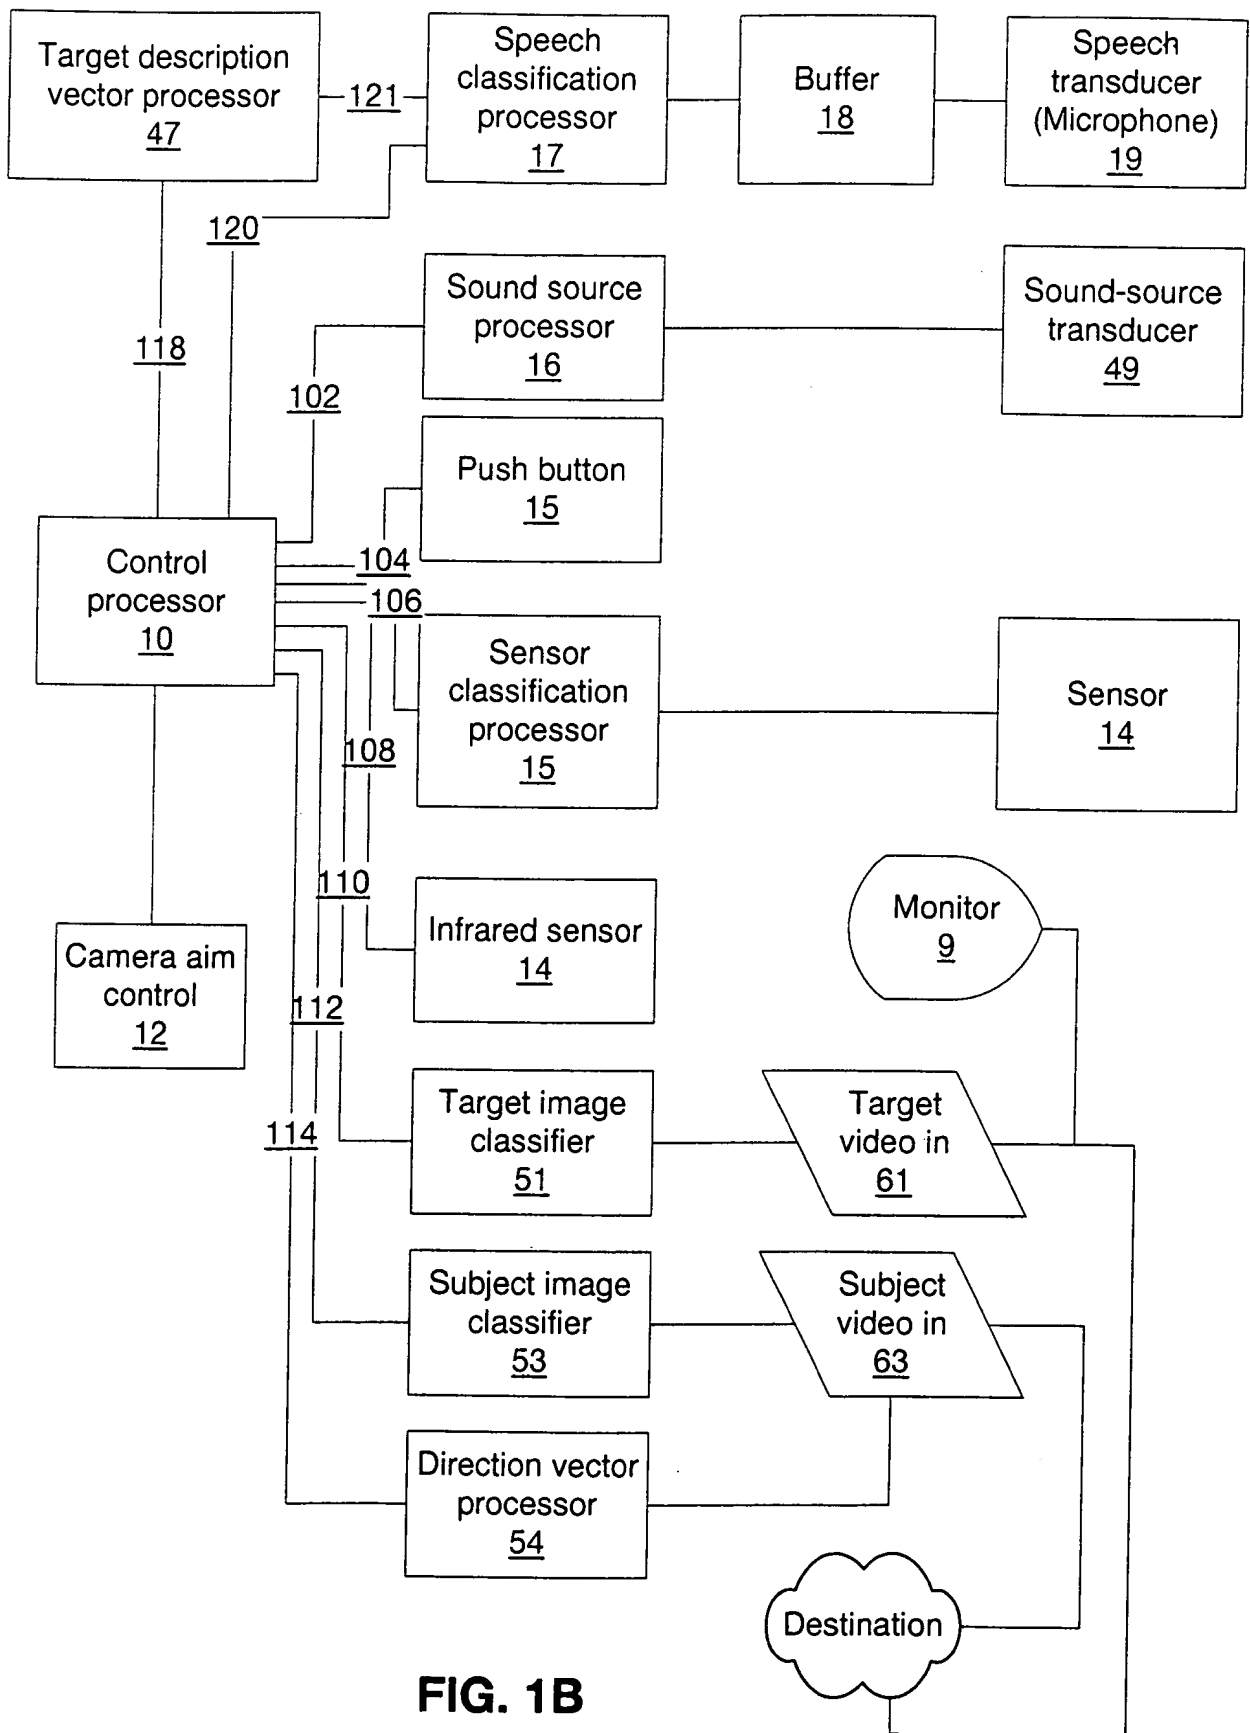 Target description
vector processor
47
121
Speech
classification
processor
17
Buffer
18
Speech
transducer
(Microphone)
19
120
118
102
Sound source
processor
16
Sound-source
transducer
49
Push button
15
104
106
Control
processor
10
Sensor
classification
processor
15
Sensor
14
108
110
Infrared sensor
14
Monitor
9
Camera aim
control
12
112
114
Target image
classifier
51
Target
video in
61
Subject image
classifier
53
Subject
video in
63
Direction vector
processor
54
Destination
FIG. 1B